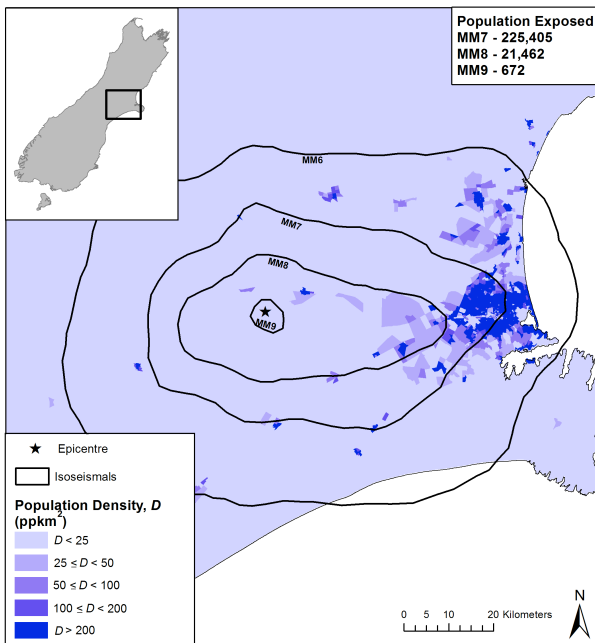 Population Exposed
MM7 - 225,405
MM8 - 21,462
MM9 - 672
MM6
MM7
MM8
MM9
Epicentre
Isoseismals
Population Density, D
(ppkm²)
D < 25
25 ≤ D < 50
50 ≤ D < 100
100 ≤ D < 200
D > 200
N
0 5 10 20 Kilometers